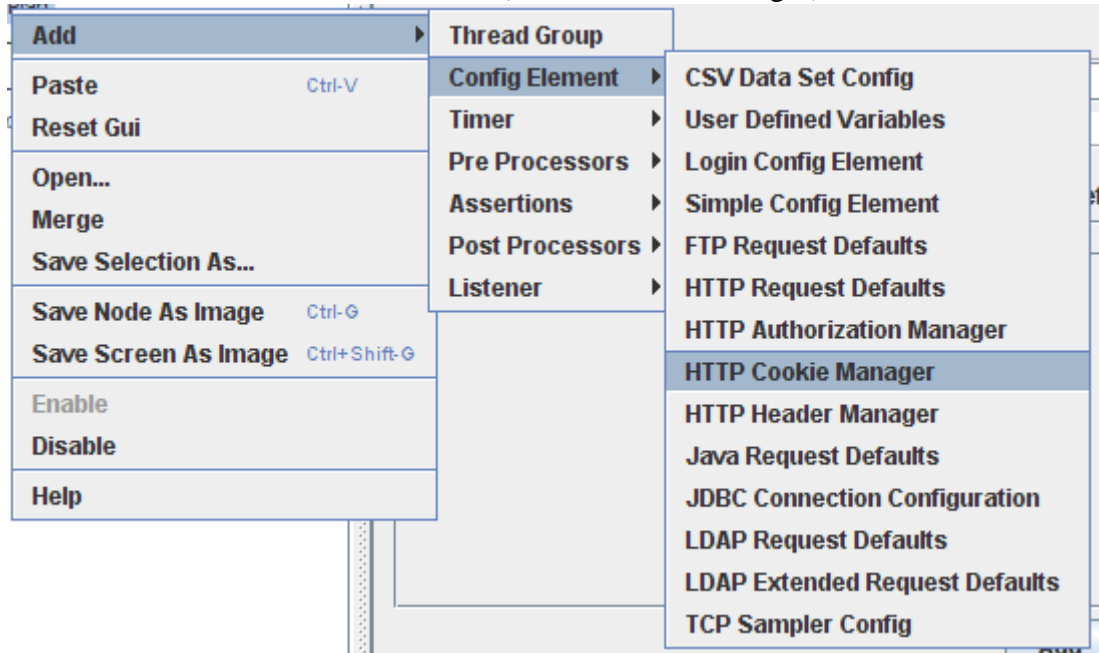 Add
Paste Ctrl-V
Reset Gui
Open...
Merge
Save Selection As...
Save Node As Image Ctrl-G
Save Screen As Image Ctrl+Shift-G
Enable
Disable
Help
Thread Group
Config Element
Timer
Pre Processors
Assertions
Post Processors
Listener
CSV Data Set Config
User Defined Variables
Login Config Element
Simple Config Element
FTP Request Defaults
HTTP Request Defaults
HTTP Authorization Manager
HTTP Cookie Manager
HTTP Header Manager
Java Request Defaults
JDBC Connection Configuration
LDAP Request Defaults
LDAP Extended Request Defaults
TCP Sampler Config